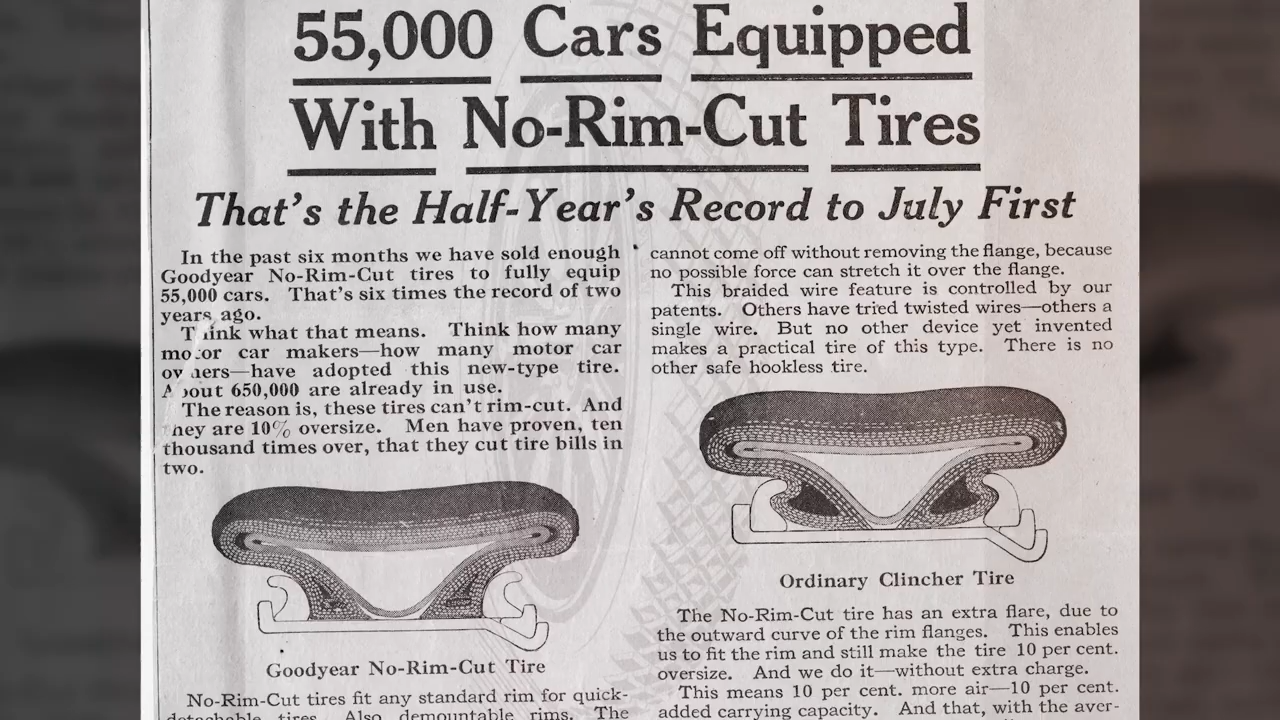 55,000 Cars Equipped
With No-Rim-Cut Tires
That's the Half-Year's Record to July First
In the past six months we have sold enough
Goodyear No-Rim-Cut tires to fully equip
55,000 cars. That's six times the record of two
years ago.
Think what that means. Think how many
motor car makers—how many motor car
owners—have adopted this new-type tire.
About 650,000 are already in use.
The reason is, these tires can't rim-cut. And
they are 10% oversize. Men have proven, ten
thousand times over, that they cut tire bills in
two.
Goodyear No-Rim-Cut Tire
No-Rim-Cut tires fit any standard rim for quick-
detachable tires. Also demountable rims. The
cannot come off without removing the flange, because
no possible force can stretch it over the flange.
This braided wire feature is controlled by our
patents. Others have tried twisted wires—others a
single wire. But no other device yet invented
makes a practical tire of this type. There is no
other safe hookless tire.
Ordinary Clincher Tire
The No-Rim-Cut tire has an extra flare, due to
the outward curve of the rim flanges. This enables
us to fit the rim and still make the tire 10 per cent.
oversize. And we do it—without extra charge.
This means 10 per cent. more air—10 per cent.
added carrying capacity. And that, with the aver-